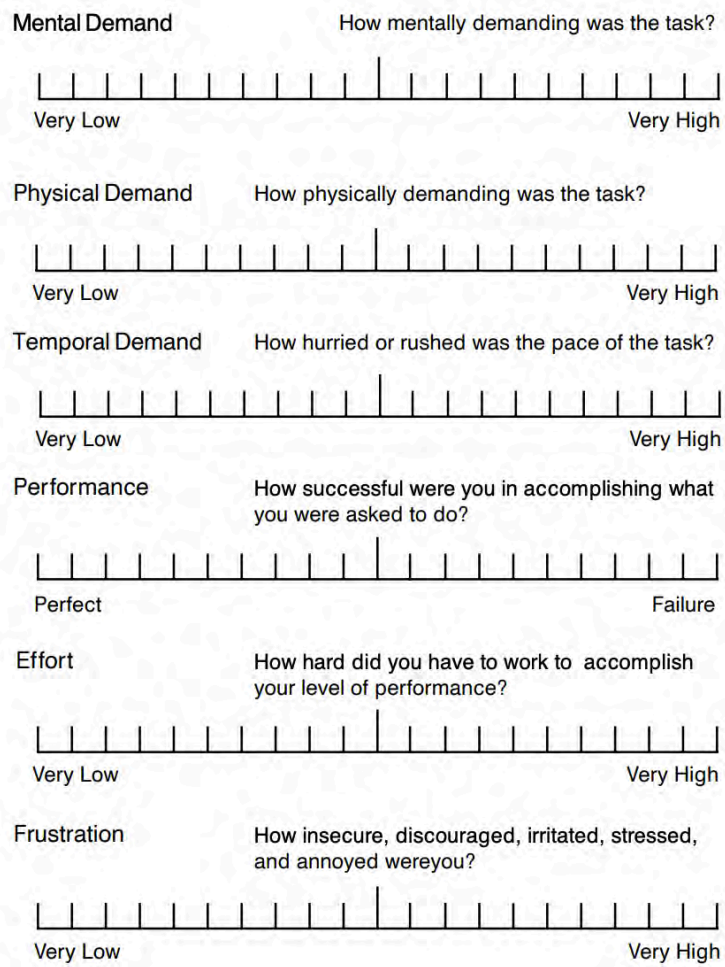 Mental Demand How mentally demanding was the task?
Very Low Very High
Physical Demand How physically demanding was the task?
Very Low Very High
Temporal Demand How hurried or rushed was the pace of the task?
Very Low Very High
Performance How successful were you in accomplishing what
you were asked to do?
Perfect Failure
Effort How hard did you have to work to accomplish
your level of performance?
Very Low Very High
Frustration How insecure, discouraged, irritated, stressed,
and annoyed wereyou?
Very Low Very High